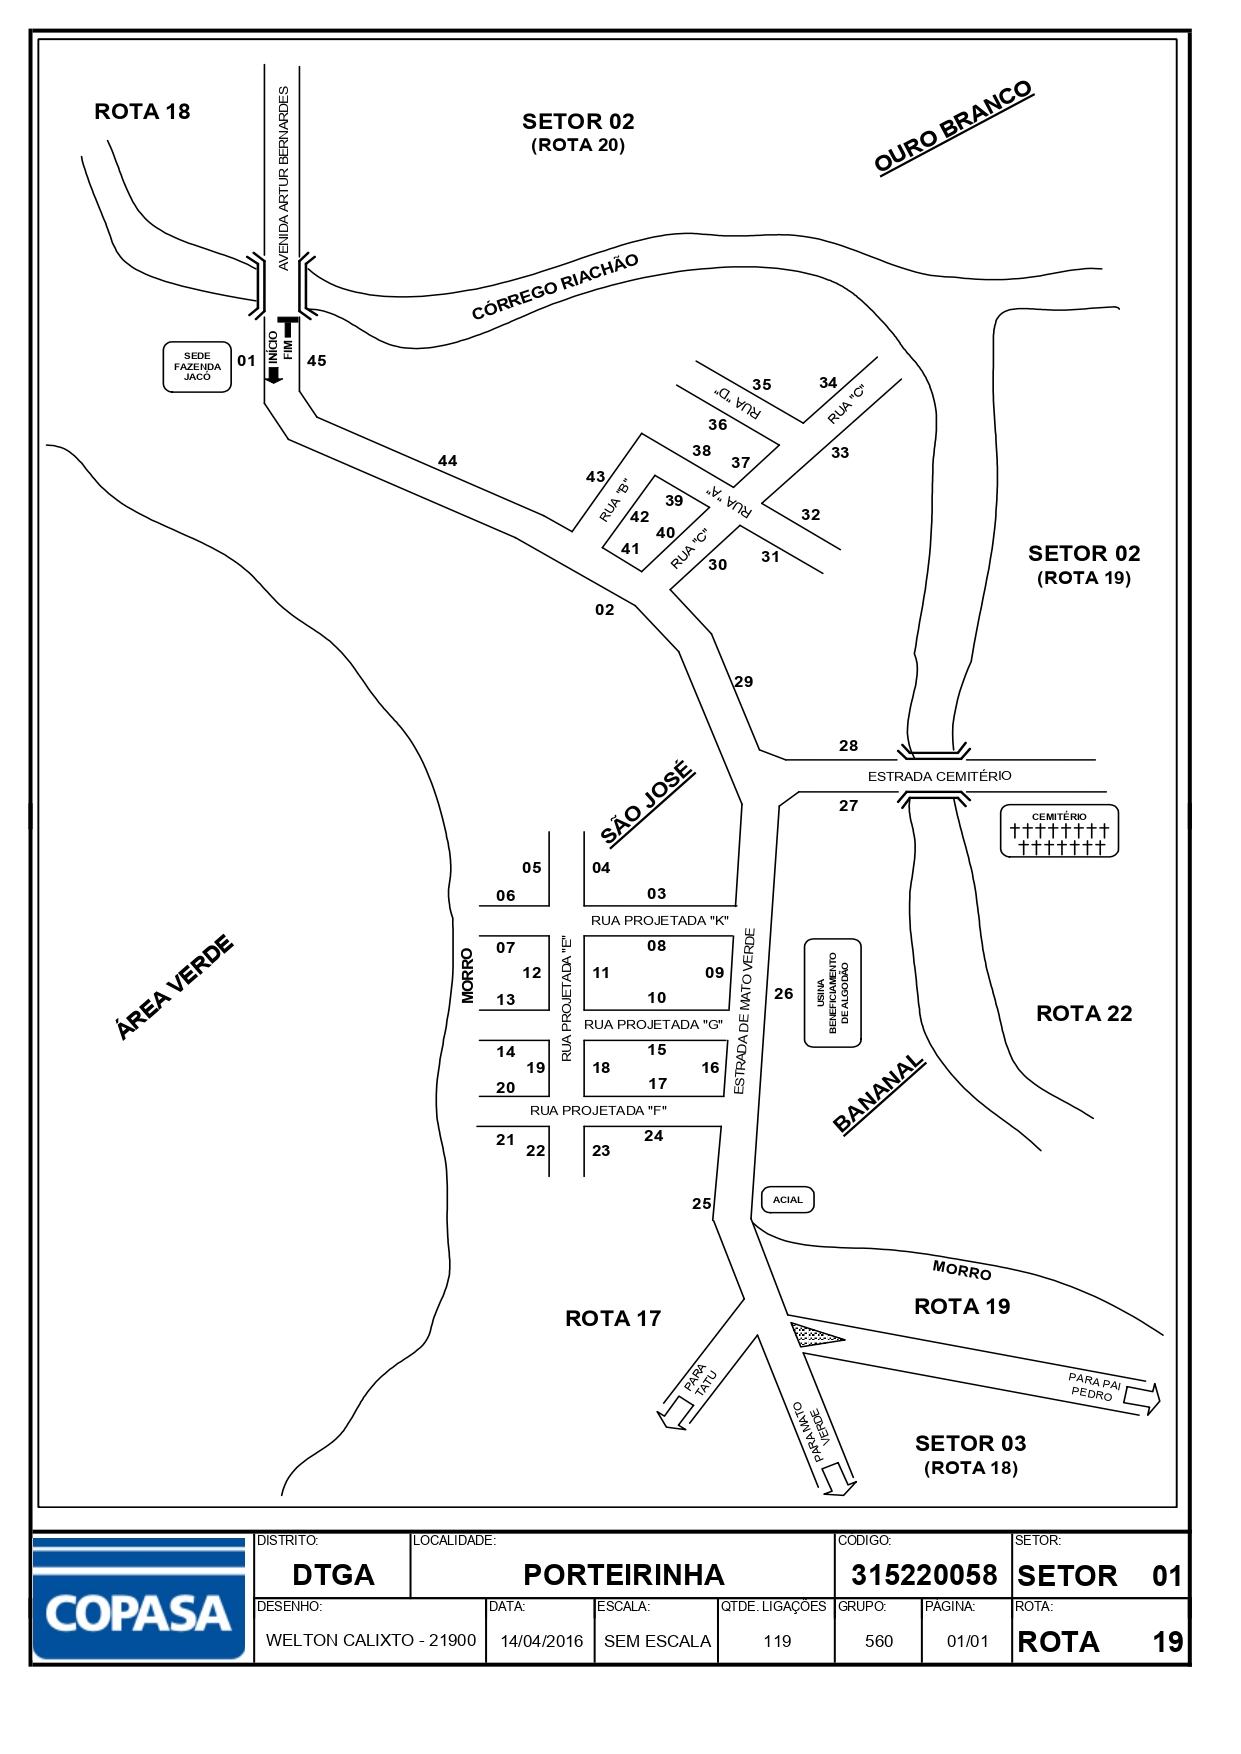 ROTA 18
AVENIDA ARTUR BERNARDES
SETOR 02
(ROTA 20)
OURO BRANCO
CÓRREGO RIACHÃO
SEDE
FAZENDA
JACÓ
01
INÍCIO
FIM
45
44
43
RUA "B"
35
34
RUA "D"
RUA "C"
36
38
37
33
RUA "A"
39
42
40
41
RUA "C"
32
31
30
02
SETOR 02
(ROTA 19)
29
28
ESTRADA CEMITÉRIO
27
CEMITÉRIO
SÃO JOSÉ
05
04
06
03
RUA PROJETADA "K"
07
08
12
11
09
13
10
RUA PROJETADA "E"
RUA PROJETADA "G"
ESTRADA DE MATO VERDE
26
USINA
BENEFICIAMENTO
DE ALGODÃO
MORRO
ÁREA VERDE
ROTA 22
14
15
19
18
16
20
17
RUA PROJETADA "F"
BANANAL
21
24
22
23
25
ACIAL
MORRO
ROTA 17
ROTA 19
PARA
TATU
PARA MATO
VERDE
PARA PAI
PEDRO
SETOR 03
(ROTA 18)
COPASA
DISTRITO:
DTGA
LOCALIDADE:
PORTEIRINHA
CODIGO:
315220058
SETOR:
SETOR 01
DESENHO:
WELTON CALIXTO - 21900
DATA:
14/04/2016
ESCALA:
SEM ESCALA
QTDE. LIGAÇÕES
119
GRUPO:
560
PÁGINA:
01/01
ROTA:
ROTA 19